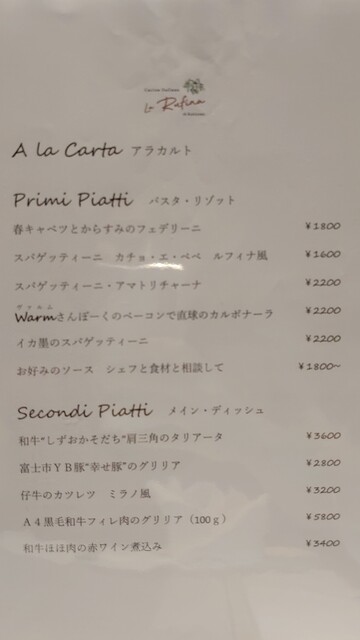 Cucina Italiana
La Rufina
A la Carta アラカルト
Primi Piatti パスタ・リゾット
春キャベツとからすみのフェデリーニ ¥1800
スパゲッティーニ カチョ・エ・ペペ ルフィナ風 ¥1600
スパゲッティーニ・アマトリチャーナ ¥2200
ヴァルム
Warmさんぽーくのベーコンで直球のカルボナーラ ¥2200
イカ墨のスパゲッティーニ ¥2200
お好みのソース シェフと食材と相談して ¥1800~
Secondi Piatti メイン・ディッシュ
和牛"しずおかそだち"肩三角のタリアータ ¥3600
富士市YB豚"幸せ豚"のグリリア ¥2800
仔牛のカツレツ ミラノ風 ¥3200
A4黒毛和牛フィレ肉のグリリア（100g） ¥5800
和牛ほほ肉の赤ワイン煮込み ¥3400